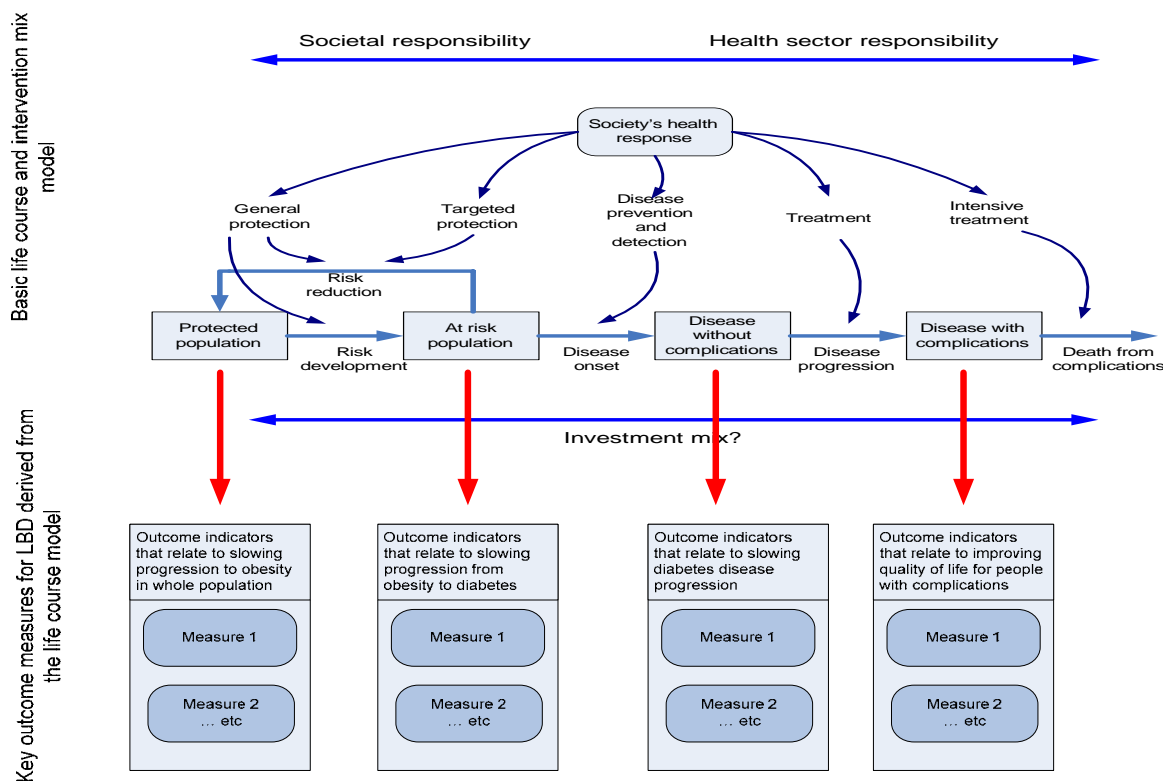 Basic life course and intervention mix
model
Societal responsibility
Health sector responsibility
Society's health
response
General
protection
Targeted
protection
Disease
prevention
and
detection
Treatment
Intensive
treatment
Risk
reduction
Protected
population
Risk
development
At risk
population
Disease
onset
Disease
without
complications
Disease
progression
Disease with
complications
Death from
complications
Investment mix?
Key outcome measures for LBD derived from
the life course model
Outcome indicators
that relate to slowing
progression to obesity
in whole population
Measure 1
Measure 2
... etc
Outcome indicators
that relate to slowing
progression from
obesity to diabetes
Measure 1
Measure 2
... etc
Outcome indicators
that relate to slowing
diabetes disease
progression
Measure 1
Measure 2
... etc
Outcome indicators
that relate to improving
quality of life for people
with complications
Measure 1
Measure 2
... etc